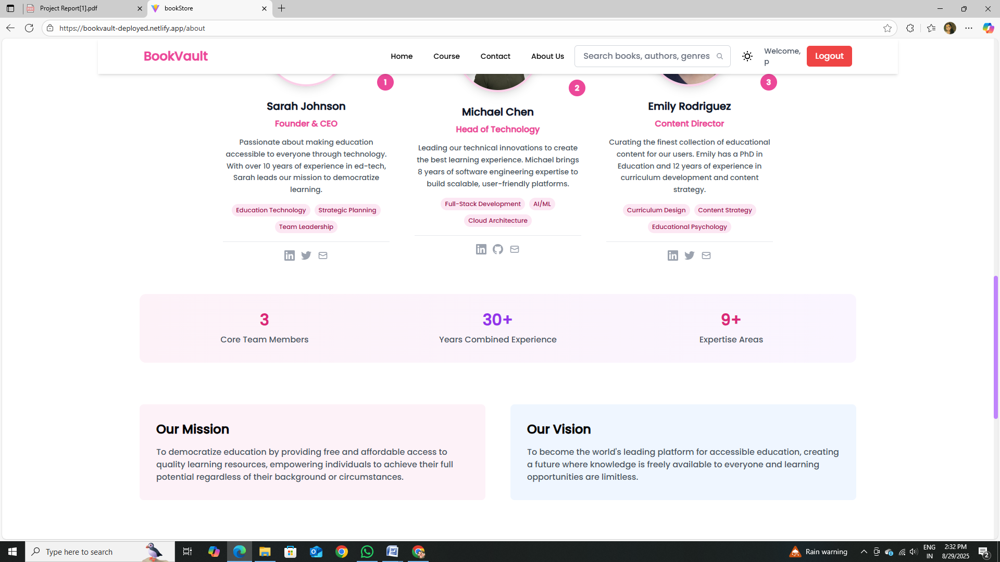 Project Report[1].pdf
bookStore
https://bookvault-deployed.netlify.app/about
BookVault
Home
Course
Contact
About Us
Search books, authors, genres
Welcome,
p
Logout
1
Sarah Johnson
Founder & CEO
Passionate about making education
accessible to everyone through technology.
With over 10 years of experience in ed-tech,
Sarah leads our mission to democratize
learning.
Education Technology
Strategic Planning
Team Leadership
2
Michael Chen
Head of Technology
Leading our technical innovations to create
the best learning experience. Michael brings
8 years of software engineering expertise to
build scalable, user-friendly platforms.
Full-Stack Development
AI/ML
Cloud Architecture
3
Emily Rodriguez
Content Director
Curating the finest collection of educational
content for our users. Emily has a PhD in
Education and 12 years of experience in
curriculum development and content
strategy.
Curriculum Design
Content Strategy
Educational Psychology
3
Core Team Members
30+
Years Combined Experience
9+
Expertise Areas
Our Mission
To democratize education by providing free and affordable access to
quality learning resources, empowering individuals to achieve their full
potential regardless of their background or circumstances.
Our Vision
To become the world's leading platform for accessible education, creating
a future where knowledge is freely available to everyone and learning
opportunities are limitless.
Type here to search
Rain warning
ENG
IN
2:32 PM
8/29/2025
2